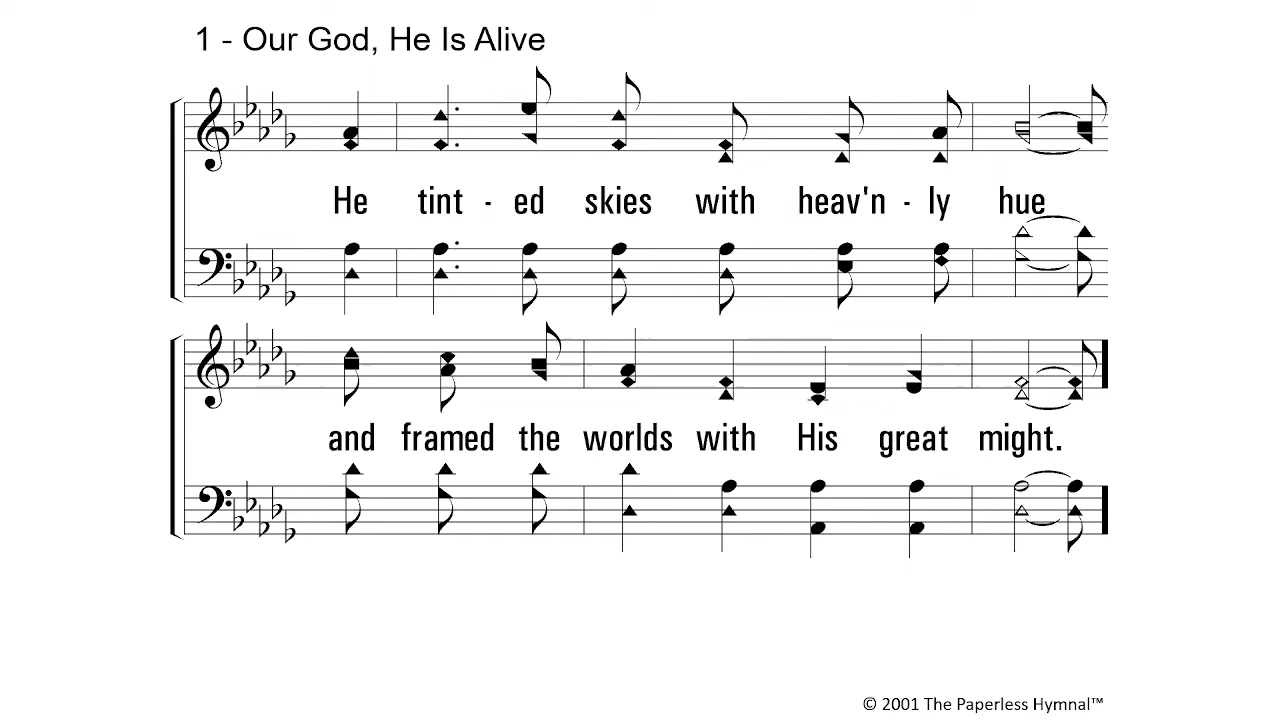 1 - Our God, He Is Alive
He tint - ed skies with heav'n - ly hue
and framed the worlds with His great might.
© 2001 The Paperless Hymnal™